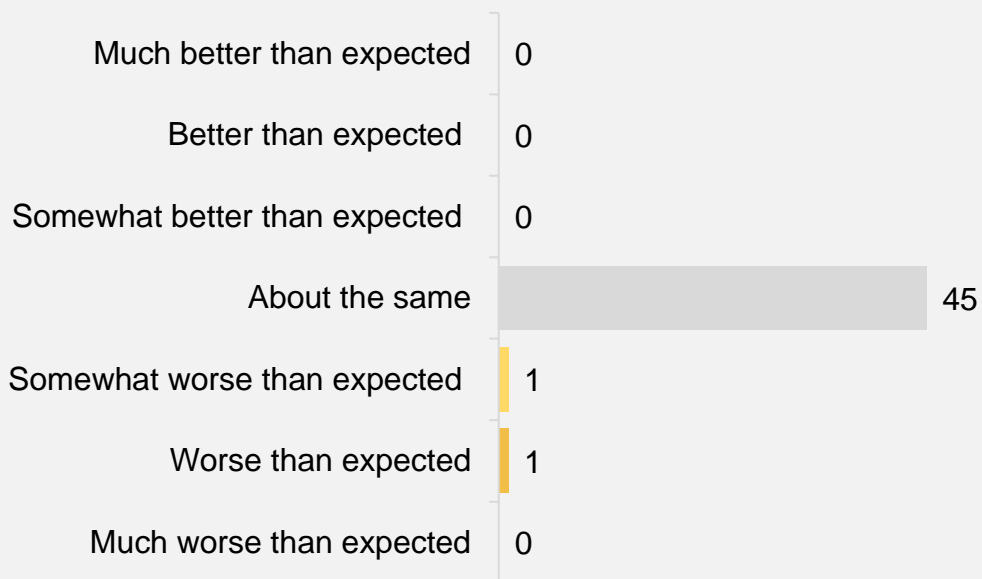 Much better than expected 0
Better than expected 0
Somewhat better than expected 0
About the same 45
Somewhat worse than expected 1
Worse than expected 1
Much worse than expected 0